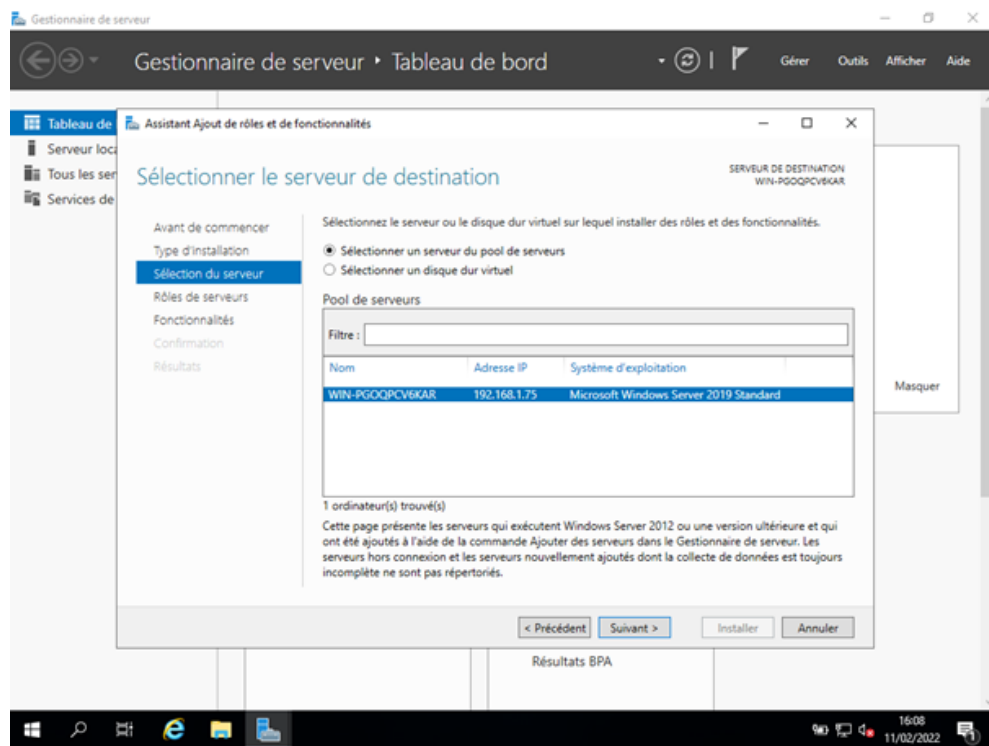 Gestionnaire de serveur
Gestionnaire de serveur • Tableau de bord
Gérer Outils Afficher Aide
Tableau de
Serveur loca
Tous les ser
Services de
Assistant Ajout de rôles et de fonctionnalités
Sélectionner le serveur de destination
SERVEUR DE DESTINATION
WIN-PGOQPCV6KAR
Avant de commencer
Type d'installation
Sélection du serveur
Rôles de serveurs
Fonctionnalités
Confirmation
Résultats
Sélectionnez le serveur ou le disque dur virtuel sur lequel installer des rôles et des fonctionnalités.
Sélectionner un serveur du pool de serveurs
Sélectionner un disque dur virtuel
Pool de serveurs
Filtre :
Nom Adresse IP Système d'exploitation
WIN-PGOQPCV6KAR 192.168.1.75 Microsoft Windows Server 2019 Standard
1 ordinateur(s) trouvé(s)
Cette page présente les serveurs qui exécutent Windows Server 2012 ou une version ultérieure et qui
ont été ajoutés à l'aide de la commande Ajouter des serveurs dans le Gestionnaire de serveur. Les
serveurs hors connexion et les serveurs nouvellement ajoutés dont la collecte de données est toujours
incomplète ne sont pas répertoriés.
< Précédent Suivant > Installer Annuler
Masquer
Résultats BPA
16:08
11/02/2022
1